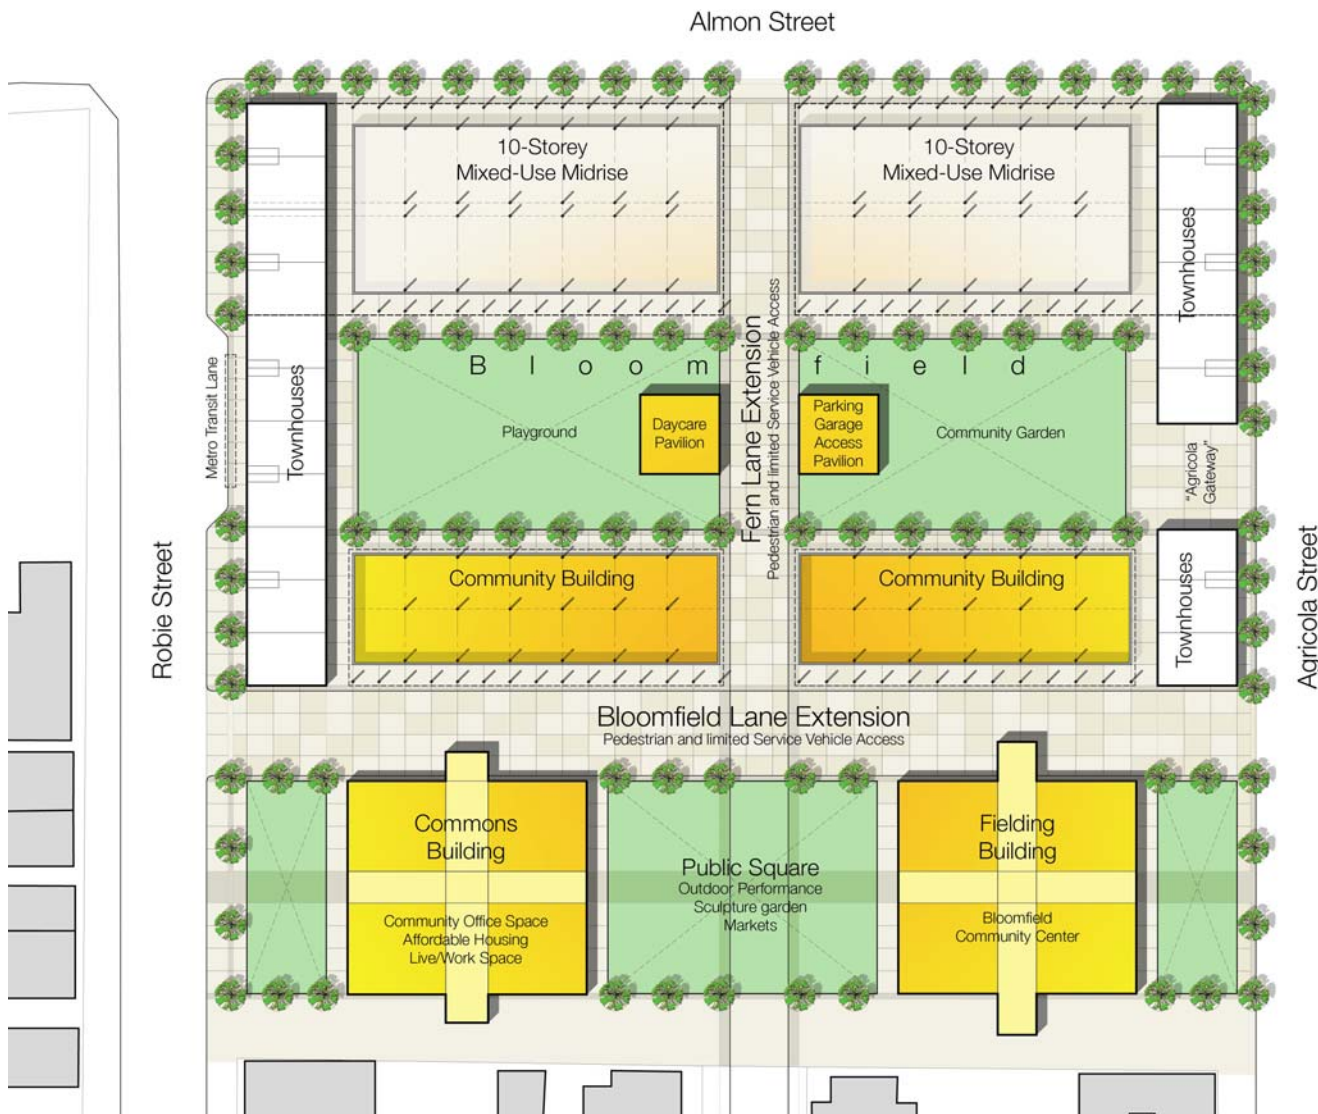 Almon Street
10-Storey
Mixed-Use Midrise
10-Storey
Mixed-Use Midrise
Townhouses
Townhouses
Metro Transit Lane
Robie Street
Bloom field
Playground
Daycare
Pavilion
Fern Lane Extension
Pedestrian and limited Service Vehicle Access
Parking
Garage
Access
Pavilion
Community Garden
"Agricola
Gateway"
Agricola Street
Community Building
Community Building
Townhouses
Bloomfield Lane Extension
Pedestrian and limited Service Vehicle Access
Commons
Building
Community Office Space
Affordable Housing
Live/Work Space
Public Square
Outdoor Performance
Sculpture garden
Markets
Fielding
Building
Bloomfield
Community Center